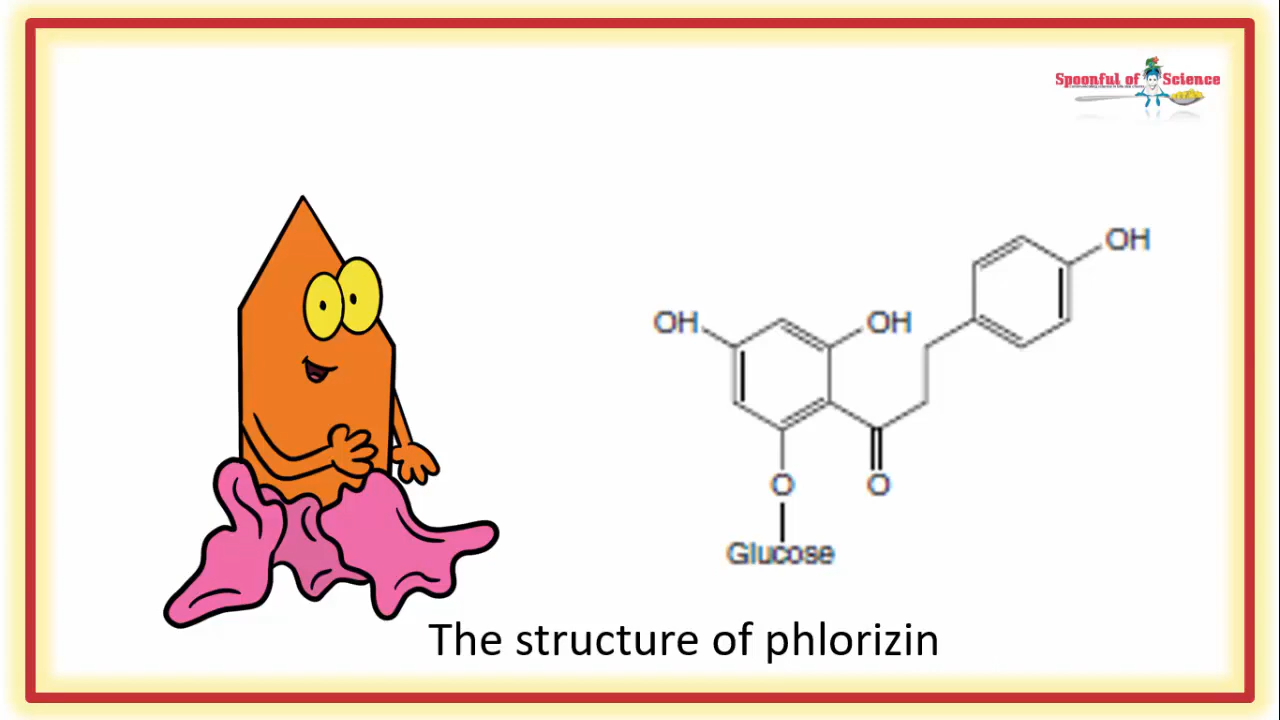 Spoonful of Science
OH
OH
OH
O
O
Glucose
The structure of phlorizin